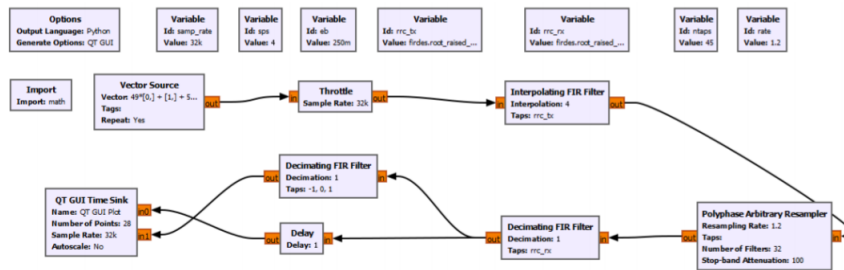 Options
Output Language: Python
Generate Options: QT GUI
Variable
Id: samp_rate
Value: 32k
Variable
Id: sps
Value: 4
Variable
Id: eb
Value: 250m
Variable
Id: rrc_tx
Value: firdes.root_raised_...
Variable
Id: rrc_rx
Value: firdes.root_raised_...
Variable
Id: ntaps
Value: 45
Variable
Id: rate
Value: 1.2
Import
Import: math
Vector Source
Vector: 49*[0,] + [1,] + 5...
Tags:
Repeat: Yes
out
in
Throttle
Sample Rate: 32k
out
in
Interpolating FIR Filter
Interpolation: 4
Taps: rrc_tx
out
QT GUI Time Sink
Name: QT GUI Plot
Number of Points: 28
Sample Rate: 32k
Autoscale: No
in0
in1
out
Decimating FIR Filter
Decimation: 1
Taps: -1, 0, 1
in
out
Delay
Delay: 1
in
out
Decimating FIR Filter
Decimation: 1
Taps: rrc_rx
in
out
Polyphase Arbitrary Resampler
Resampling Rate: 1.2
Taps:
Number of Filters: 32
Stop-band Attenuation: 100
in